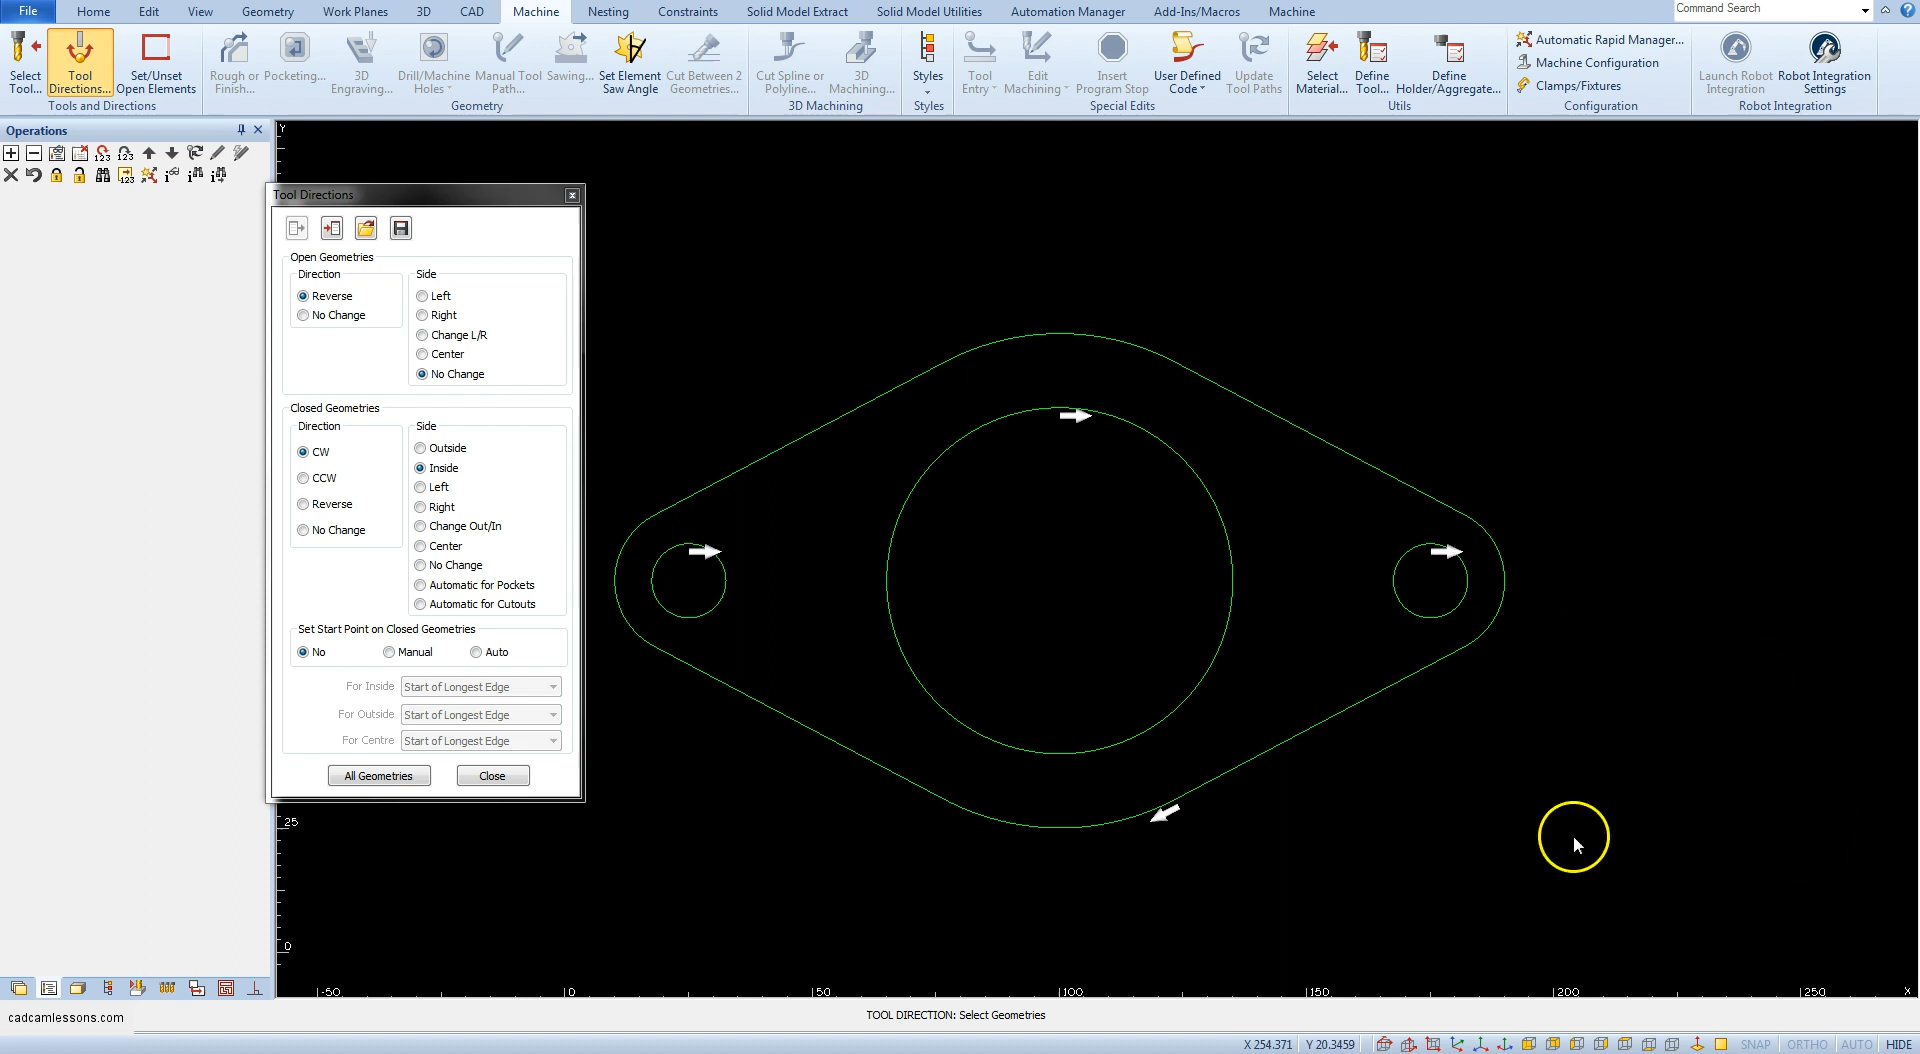 File Home Edit View Geometry Work Planes 3D CAD Machine Nesting Constraints Solid Model Extract Solid Model Utilities Automation Manager Add-Ins/Macros Machine Command Search
Select Tool... Tool Directions... Set/Unset Open Elements
Tools and Directions
Rough or Finish... Pocketing... 3D Engraving... Drill/Machine Holes Manual Tool Path... Sawing... Set Element Saw Angle Cut Between 2 Geometries...
Geometry
Cut Spline or Polyline... 3D Machining...
3D Machining
Styles
Styles
Tool Entry Edit Machining Insert Program Stop User Defined Code Update Tool Paths
Special Edits
Select Material... Define Tool... Define Holder/Aggregate...
Utils
Automatic Rapid Manager...
Machine Configuration
Clamps/Fixtures
Configuration
Launch Robot Integration Robot Integration Settings
Robot Integration
Operations
Tool Directions
Open Geometries
Direction Side
Reverse Left
No Change Right
Change L/R
Center
No Change
Closed Geometries
Direction Side
CW Outside
CCW Inside
Reverse Left
No Change Right
Change Out/In
Center
No Change
Automatic for Pockets
Automatic for Cutouts
Set Start Point on Closed Geometries
No Manual Auto
For Inside Start of Longest Edge
For Outside Start of Longest Edge
For Centre Start of Longest Edge
All Geometries Close
Y
25
0
-50 0 50 100 150 200 250 X
cadcamlessons.com
TOOL DIRECTION: Select Geometries
X 254.371 Y 20.3459 SNAP ORTHO AUTO HIDE